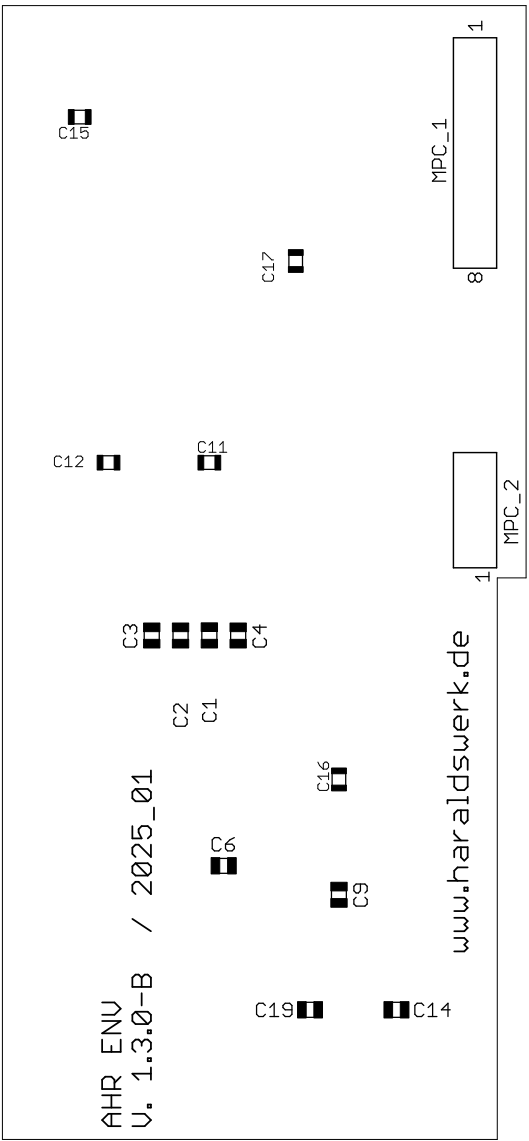 1
MPC_1
C15
C17
8
C11
C12
MPC_2
1
C3
C4
C2
C1
www.haraldswerk.de
C16
C6
C9
C19
C14
AHR ENV
V. 1.3.0-B / 2025_01